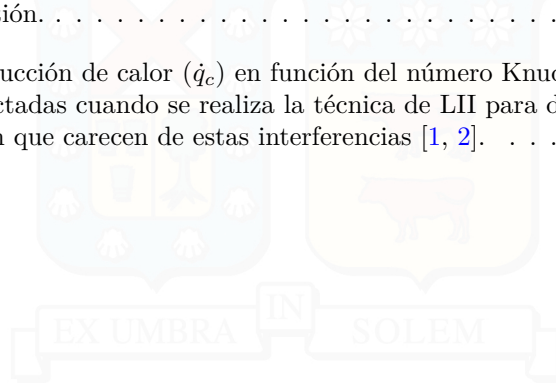 ción. . . . . . . . . . . . . . . . . . . . . . .
ucción de calor (q̇c) en función del número Knuc
ctadas cuando se realiza la técnica de LII para d
n que carecen de estas interferencias [1, 2]. . . .
IN
EX UMBRA SOLEM